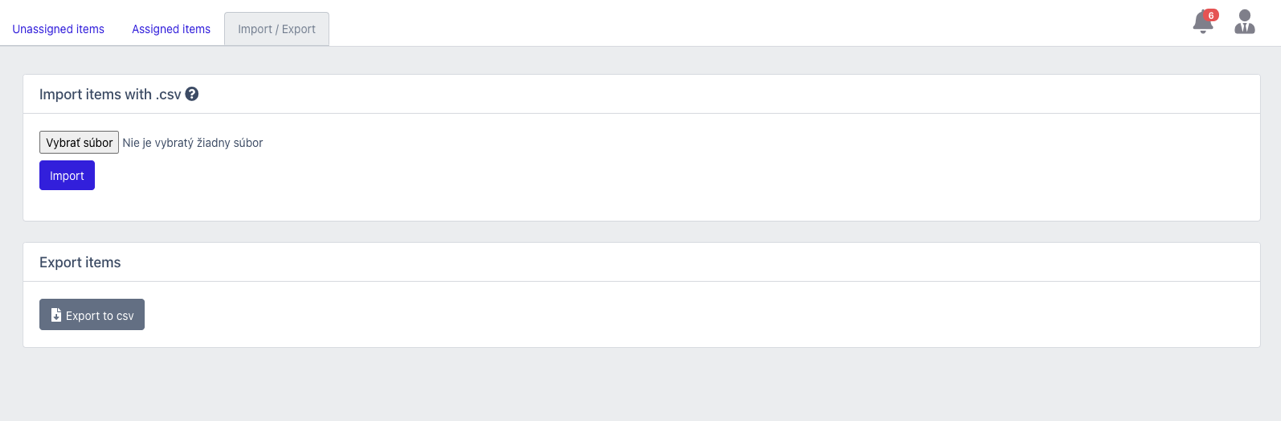 Unassigned items
Assigned items
Import / Export
6
Import items with .csv
Vybrať súbor Nie je vybratý žiadny súbor
Import
Export items
Export to csv